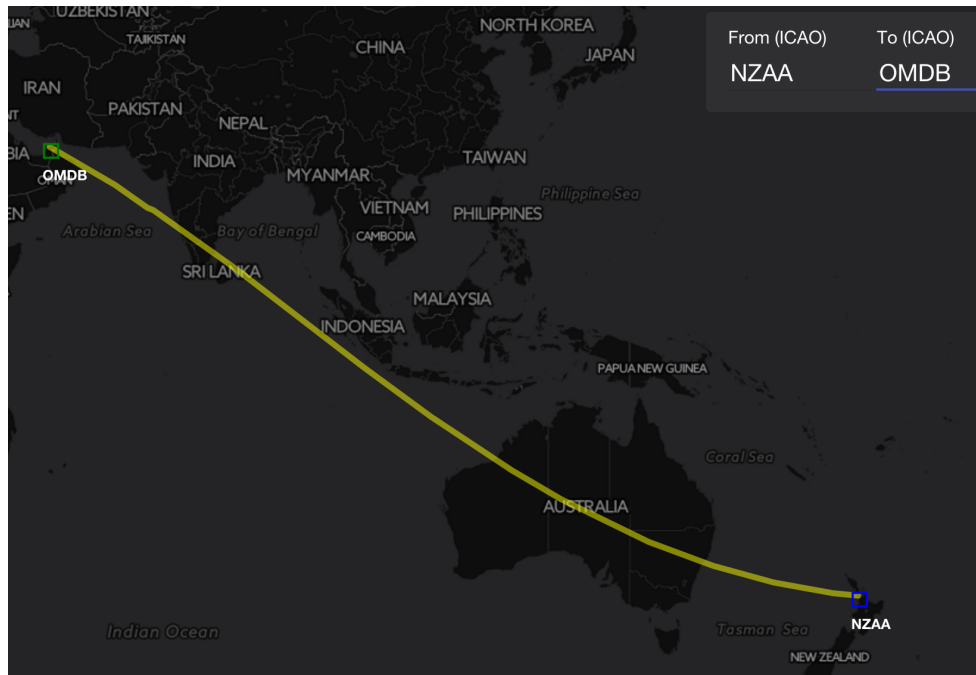 UZBEKISTAN
NORTH KOREA
TAJIKISTAN
CHINA
JAPAN
From (ICAO)
To (ICAO)
NZAA
OMDB
IRAN
PAKISTAN
NEPAL
INDIA
MYANMAR
TAIWAN
OMDB
OMAN
VIETNAM
PHILIPPINES
Philippine Sea
CAMBODIA
Arabian Sea
Bay of Bengal
SRI LANKA
MALAYSIA
INDONESIA
PAPUA NEW GUINEA
Coral Sea
AUSTRALIA
NZAA
Indian Ocean
Tasman Sea
NEW ZEALAND